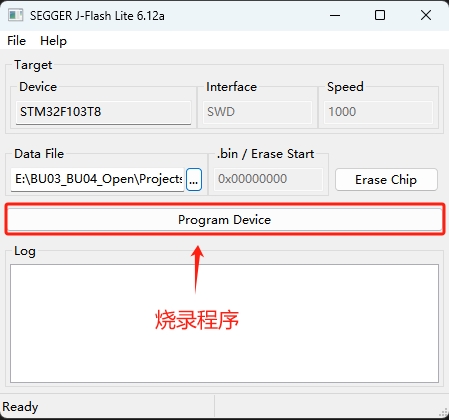 SEGGER J-Flash Lite 6.12a
File Help
Target
Device Interface Speed
STM32F103T8 SWD 1000
Data File .bin / Erase Start
E:\BU03_BU04_Open\Projects ... 0x00000000 Erase Chip
Program Device
Log
烧录程序
Ready